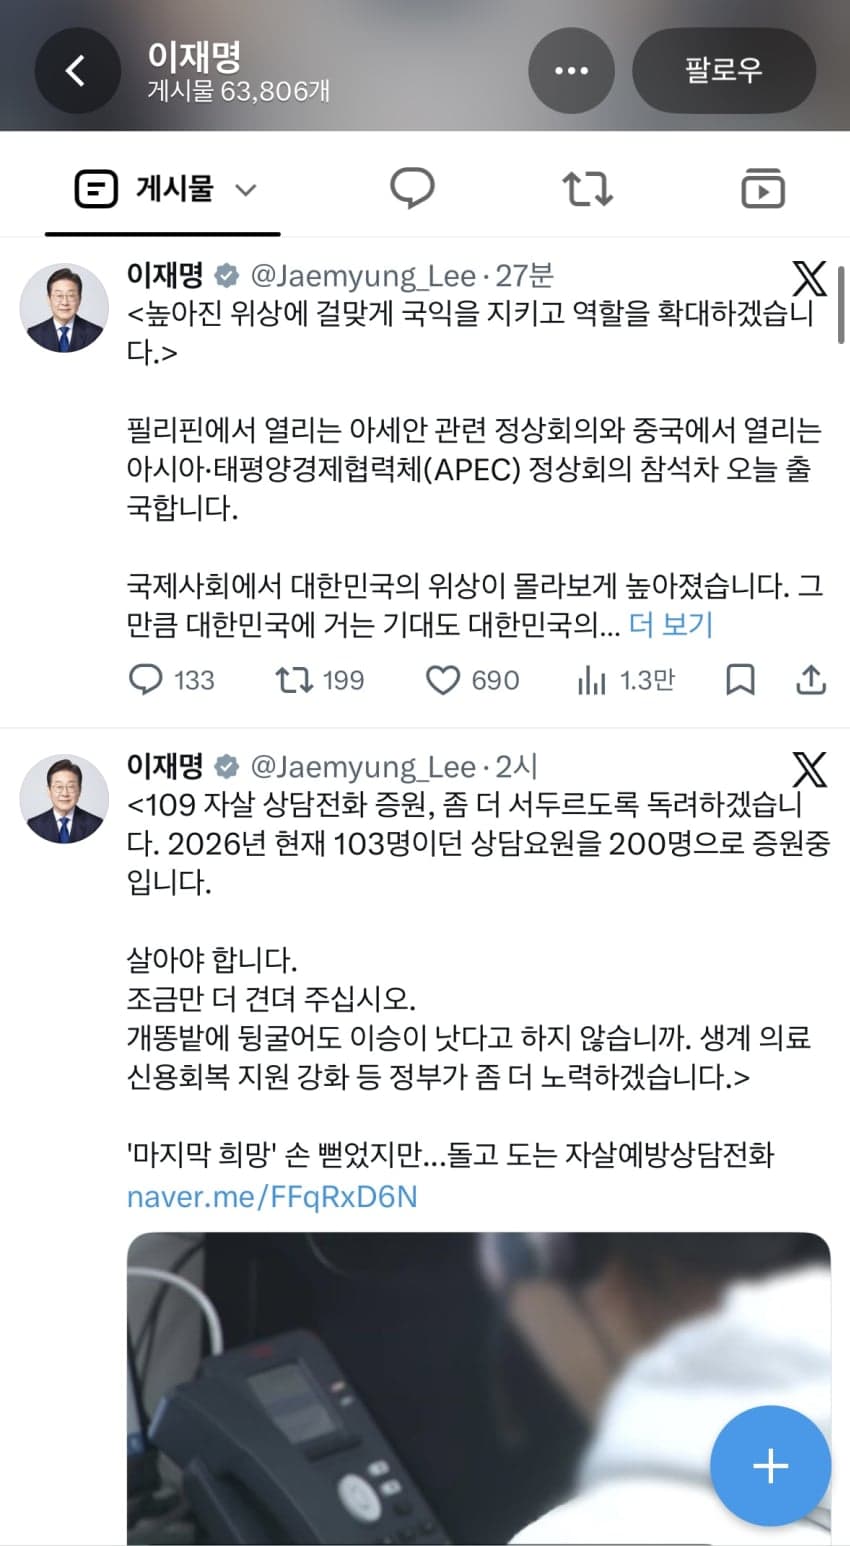 이재명
게시물 63,806개
팔로우
게시물
이재명 @Jaemyung_Lee · 27분
<높아진 위상에 걸맞게 국익을 지키고 역할을 확대하겠습니
다.>
필리핀에서 열리는 아세안 관련 정상회의와 중국에서 열리는
아시아·태평양경제협력체(APEC) 정상회의 참석차 오늘 출
국합니다.
국제사회에서 대한민국의 위상이 몰라보게 높아졌습니다. 그
만큼 대한민국에 거는 기대도 대한민국의... 더 보기
133 199 690 1.3만
이재명 @Jaemyung_Lee · 2시
<109 자살 상담전화 증원, 좀 더 서두르도록 독려하겠습니
다. 2026년 현재 103명이던 상담요원을 200명으로 증원중
입니다.
살아야 합니다.
조금만 더 견뎌 주십시오.
개똥밭에 뒹굴어도 이승이 낫다고 하지 않습니까. 생계 의료
신용회복 지원 강화 등 정부가 좀 더 노력하겠습니다.>
'마지막 희망' 손 뻗었지만...돌고 도는 자살예방상담전화
naver.me/FFqRxD6N